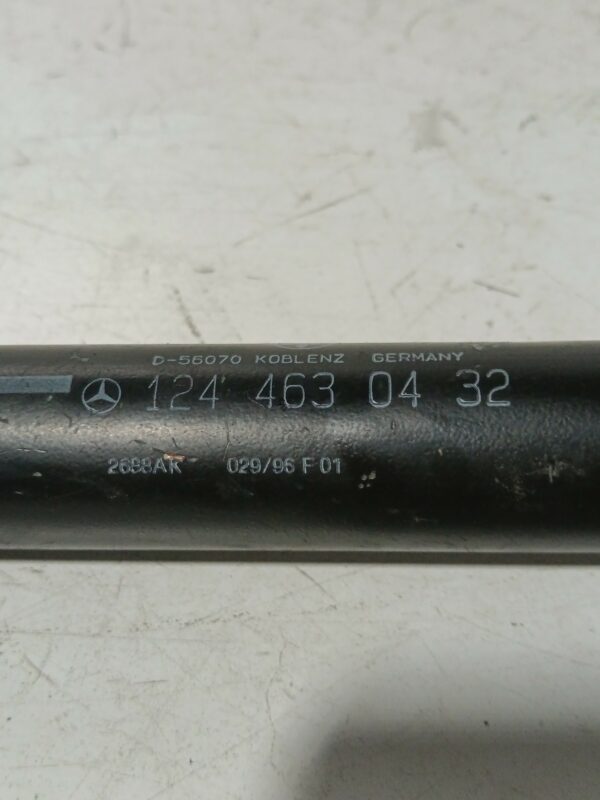 D-56070 KOBLENZ GERMANY
124 463 04 32
2688AK 029/96 F 01